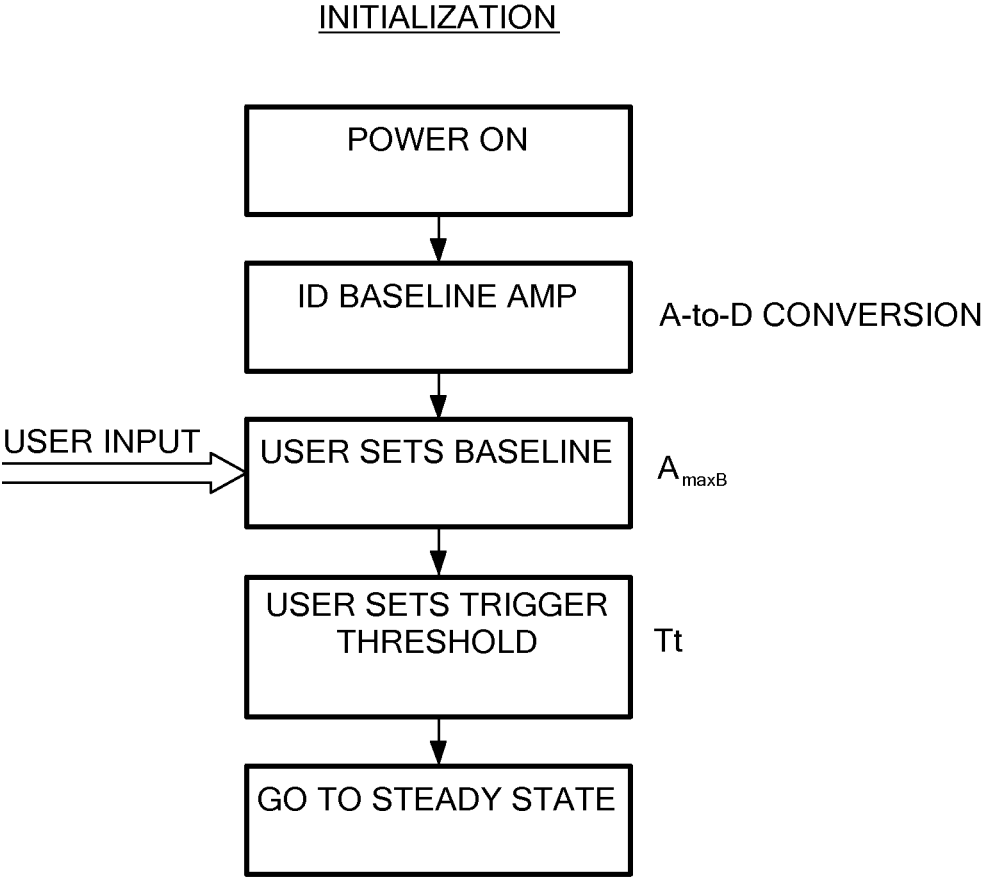 INITIALIZATION
POWER ON
ID BASELINE AMP
A-to-D CONVERSION
USER INPUT
USER SETS BASELINE
AmaxB
USER SETS TRIGGER
THRESHOLD
Tt
GO TO STEADY STATE